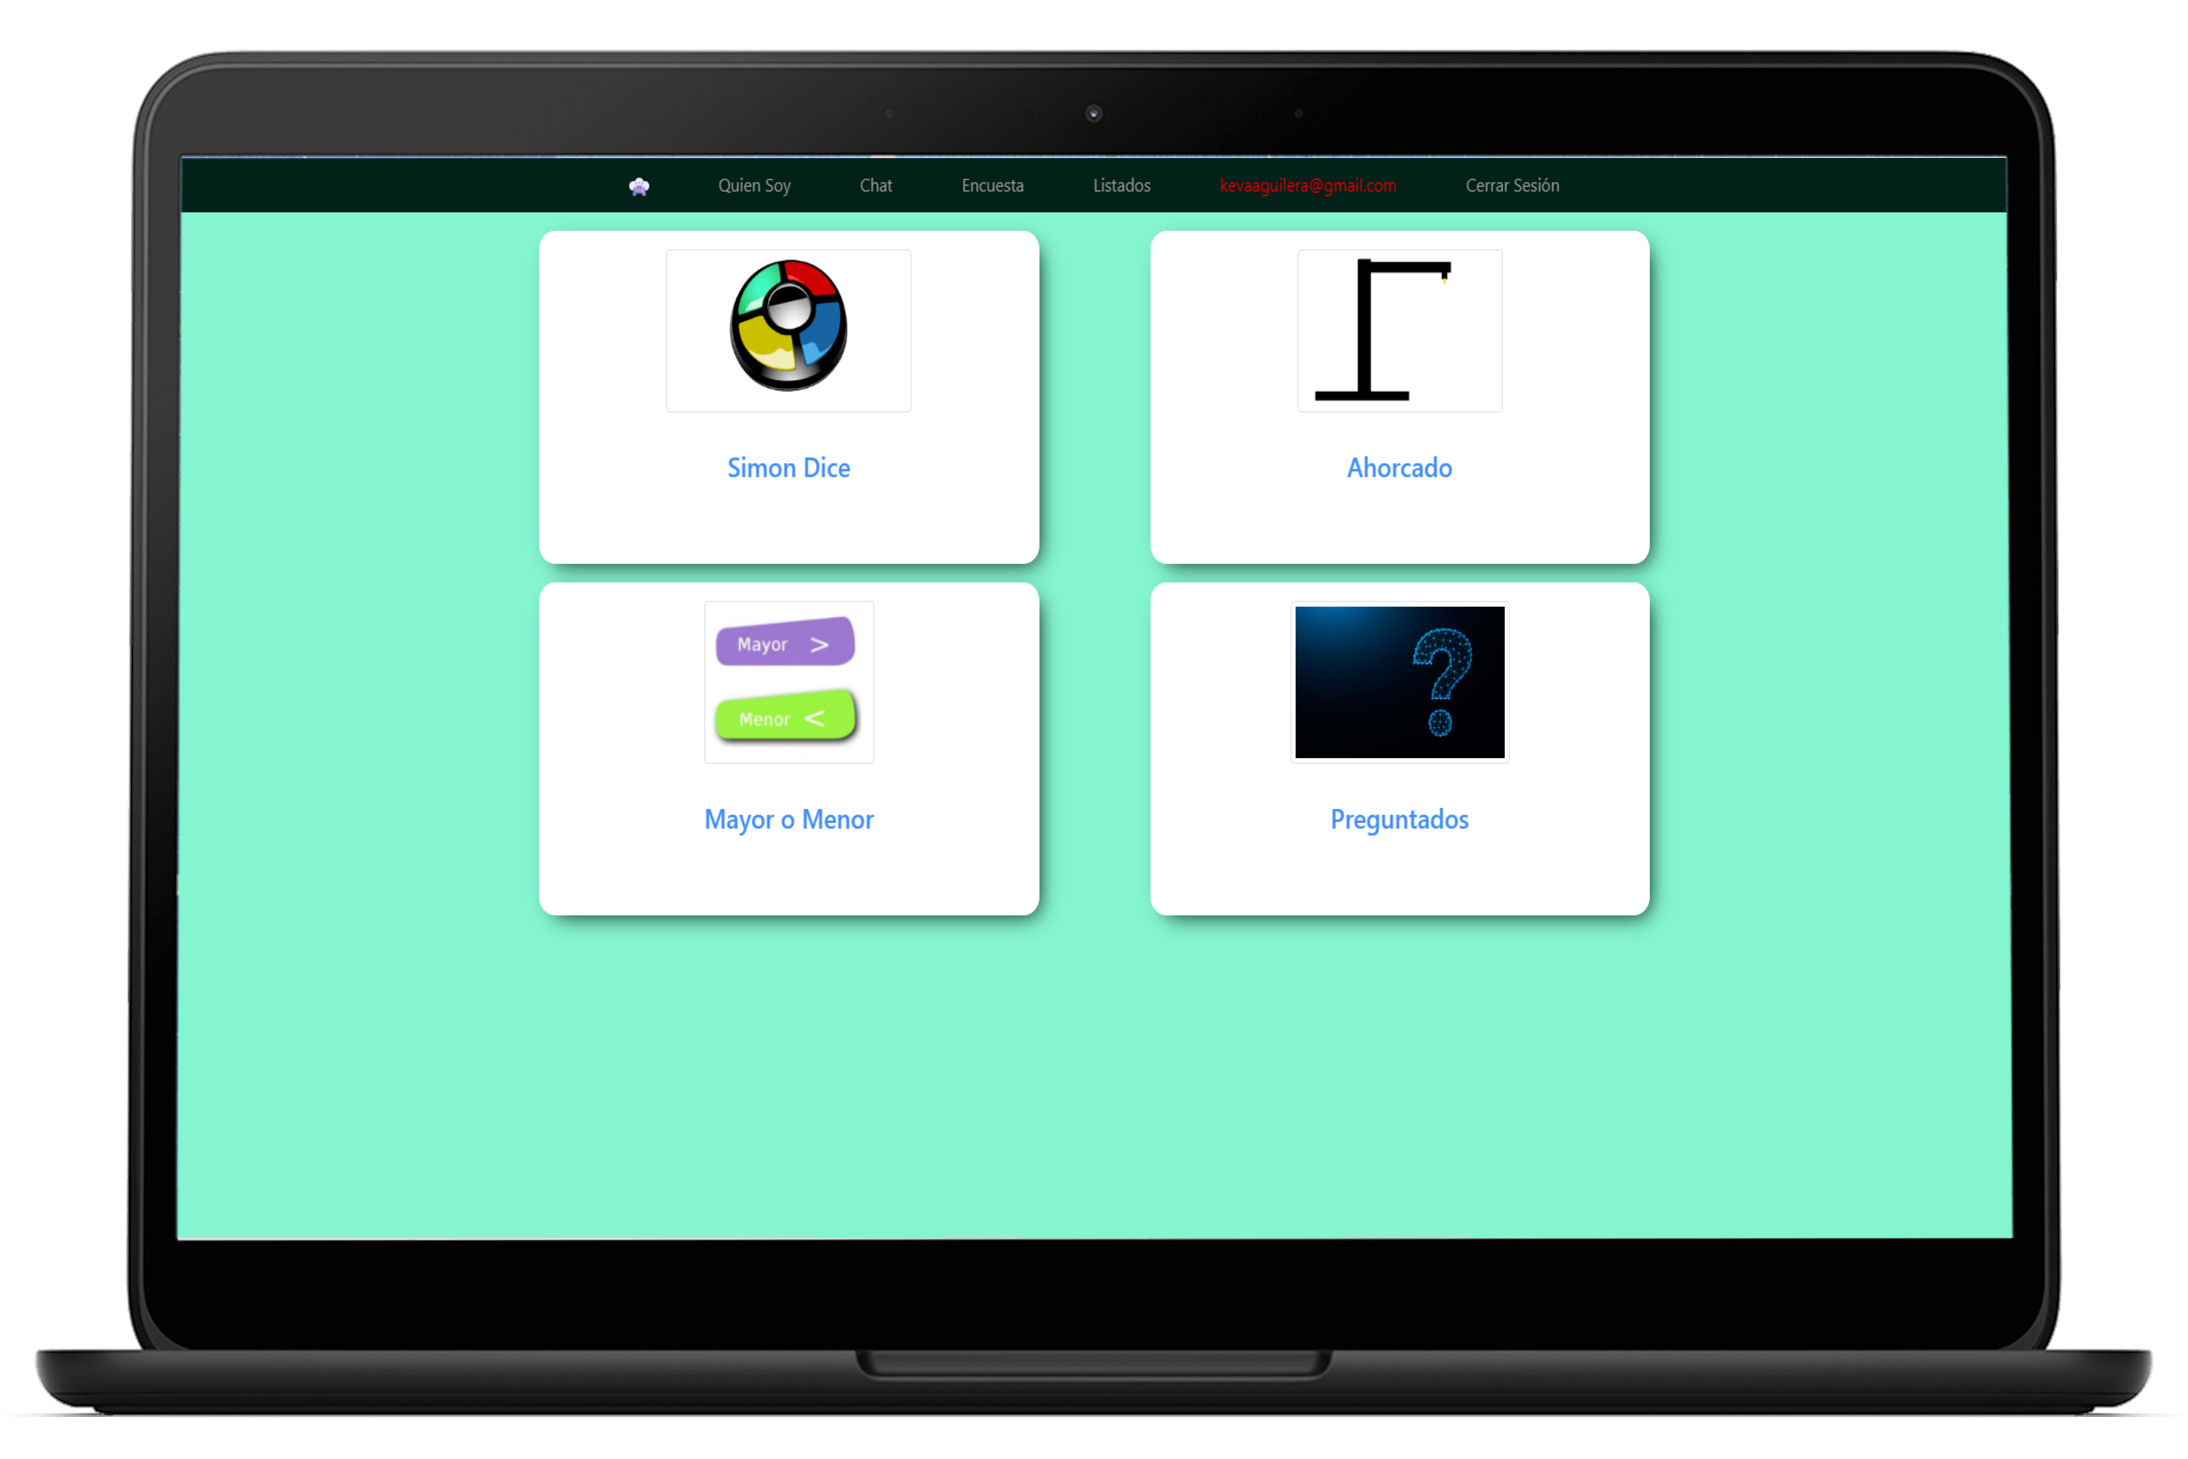 Quien Soy Chat Encuesta Listados kevaaguilera@gmail.com Cerrar Sesión
Simon Dice
Ahorcado
Mayor >
Menor <
Mayor o Menor
?
Preguntados